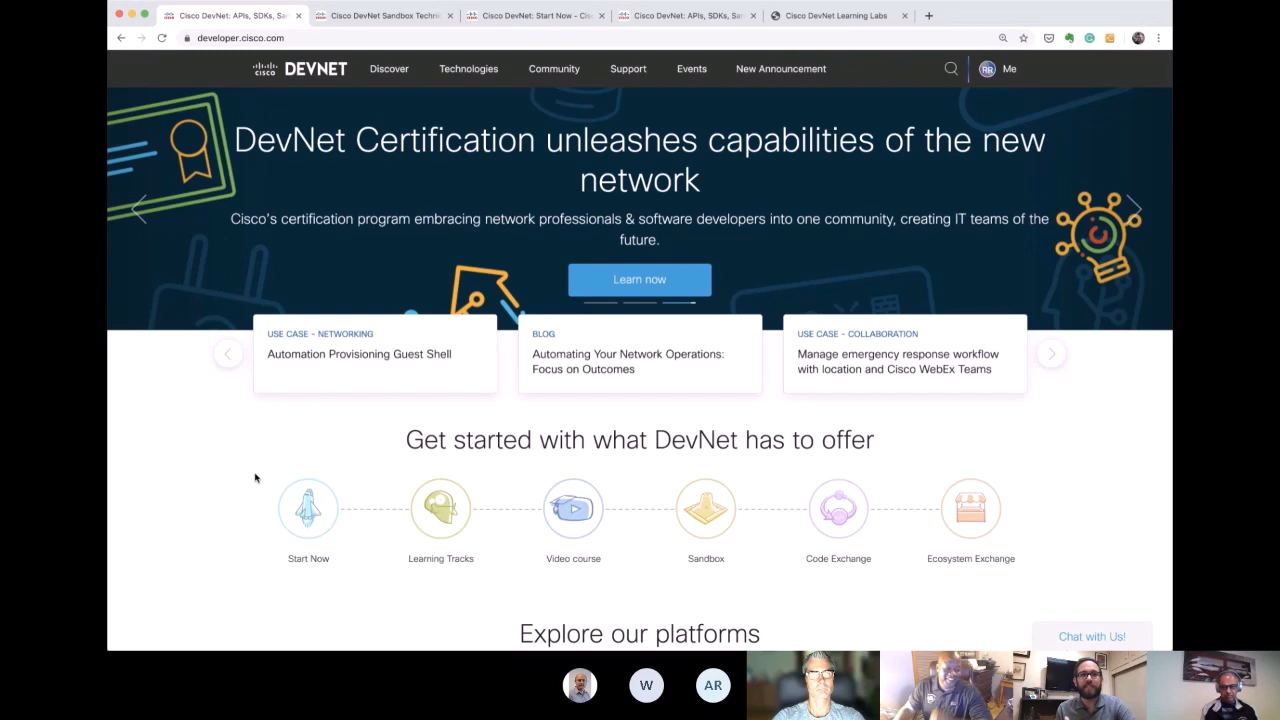 Cisco DevNet: APIs, SDKs, Sa
Cisco DevNet Sandbox Techni
Cisco DevNet: Start Now - Cis
Cisco DevNet: APIs, SDKs, Sa
Cisco DevNet Learning Labs
developer.cisco.com
cisco DEVNET
Discover
Technologies
Community
Support
Events
New Announcement
RR
Me
DevNet Certification unleashes capabilities of the new
network
Cisco's certification program embracing network professionals & software developers into one community, creating IT teams of the
future.
Learn now
USE CASE - NETWORKING
Automation Provisioning Guest Shell
BLOG
Automating Your Network Operations:
Focus on Outcomes
USE CASE - COLLABORATION
Manage emergency response workflow
with location and Cisco WebEx Teams
Get started with what DevNet has to offer
Start Now
Learning Tracks
Video course
Sandbox
Code Exchange
Ecosystem Exchange
Explore our platforms
Chat with Us!
W
AR